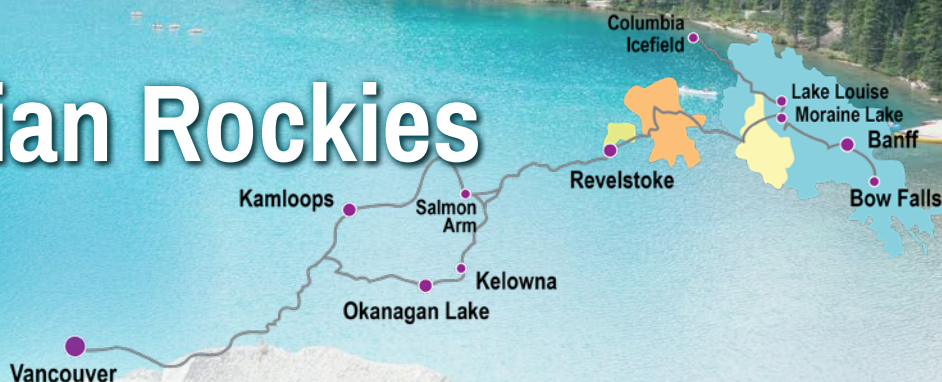 Columbia
Icefield
ian Rockies
Lake Louise
Moraine Lake
Banff
Revelstoke
Bow Falls
Kamloops
Salmon
Arm
Kelowna
Okanagan Lake
Vancouver